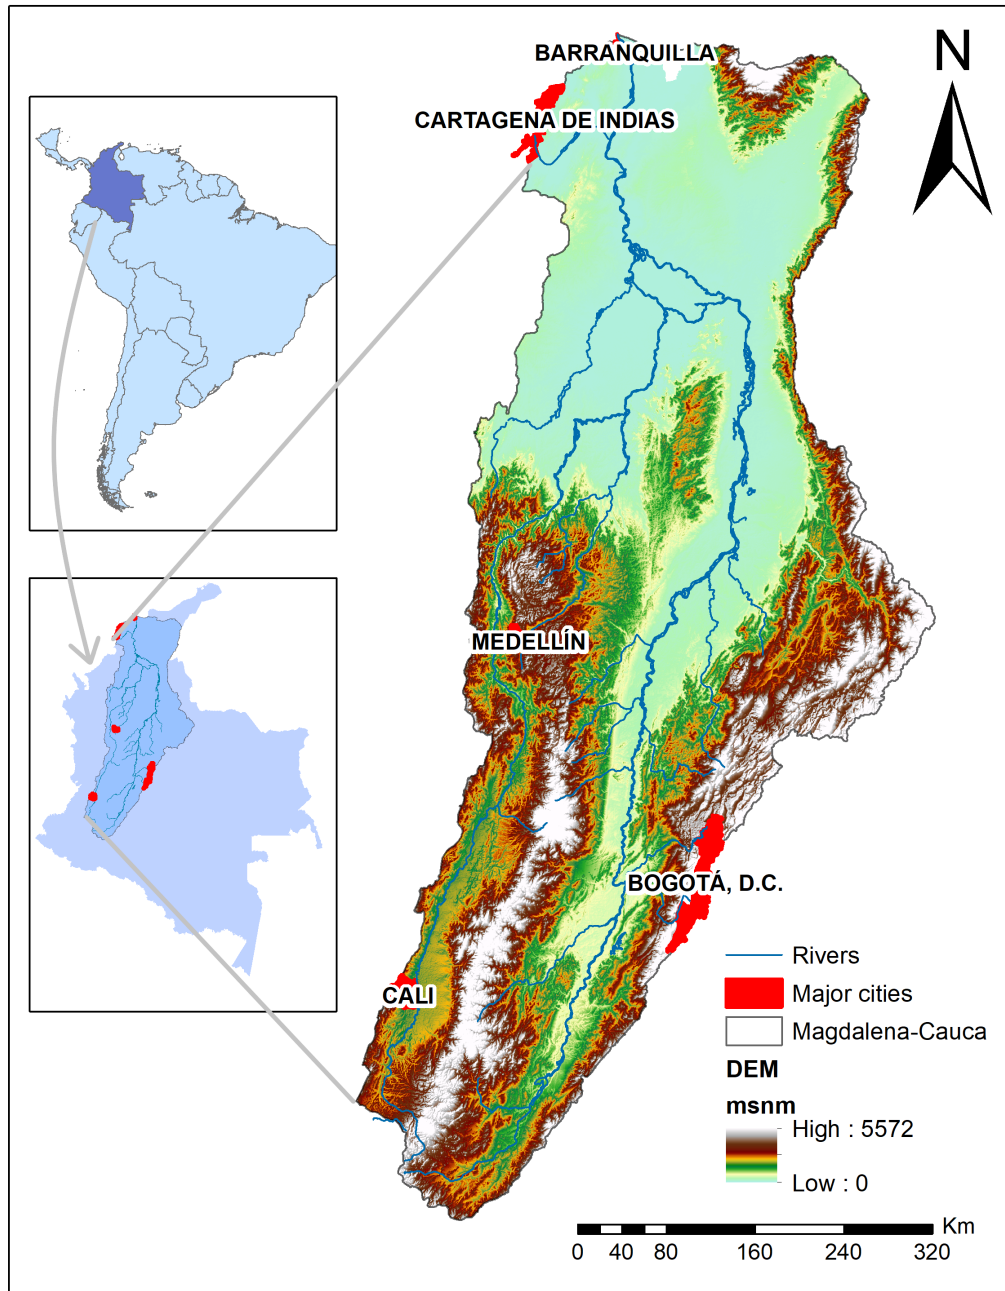 BARRANQUILLA
N
CARTAGENA DE INDIAS
MEDELLÍN
BOGOTÁ, D.C.
CALI
Rivers
Major cities
Magdalena-Cauca
DEM
msnm
High : 5572
Low : 0
Km
0 40 80 160 240 320